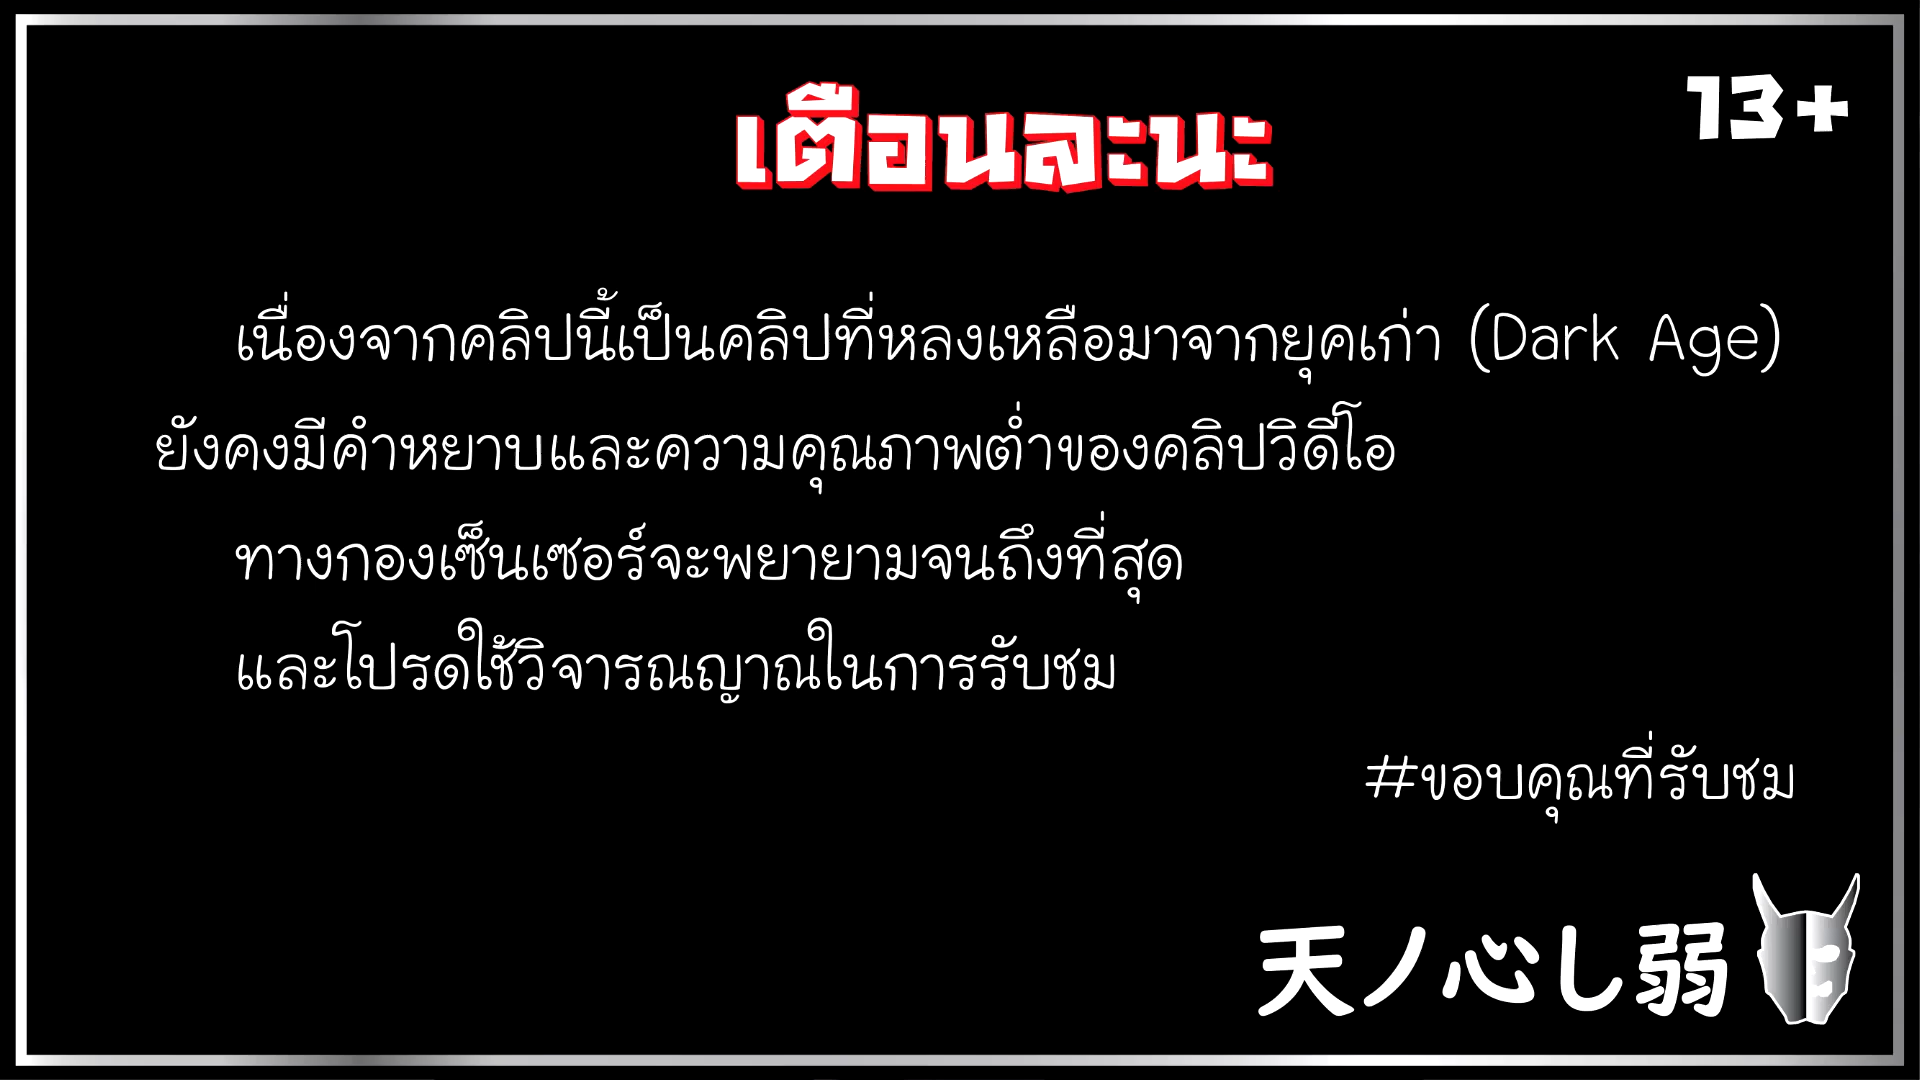 13+
เตือนละนะ
เนื่องจากคลิปนี้เป็นคลิปที่หลงเหลือมาจากยุคเก่า (Dark Age)
ยังคงมีคำหยาบและความคุณภาพต่ำของคลิปวิดีโอ
ทางกองเซ็นเซอร์จะพยายามจนถึงที่สุด
และโปรดใช้วิจารณญาณในการรับชม
#ขอบคุณที่รับชม
天ノ心し弱